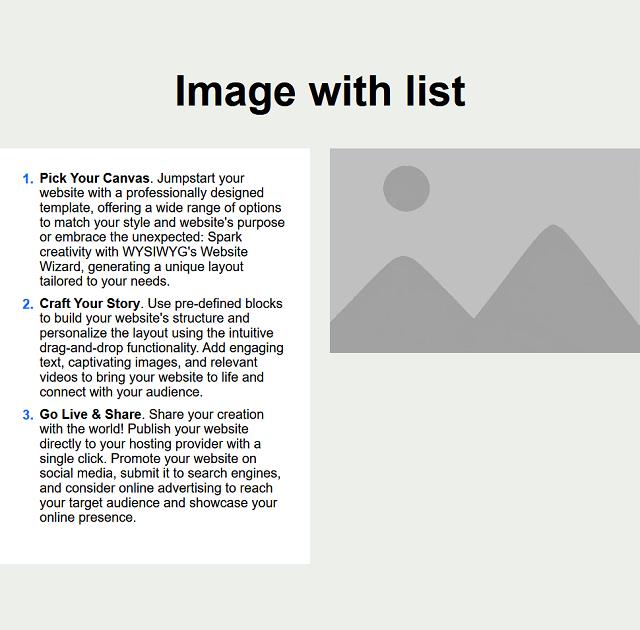 Image with list
1. Pick Your Canvas. Jumpstart your
website with a professionally designed
template, offering a wide range of options
to match your style and website's purpose
or embrace the unexpected: Spark
creativity with WYSIWYG's Website
Wizard, generating a unique layout
tailored to your needs.
2. Craft Your Story. Use pre-defined blocks
to build your website's structure and
personalize the layout using the intuitive
drag-and-drop functionality. Add engaging
text, captivating images, and relevant
videos to bring your website to life and
connect with your audience.
3. Go Live & Share. Share your creation
with the world! Publish your website
directly to your hosting provider with a
single click. Promote your website on
social media, submit it to search engines,
and consider online advertising to reach
your target audience and showcase your
online presence.